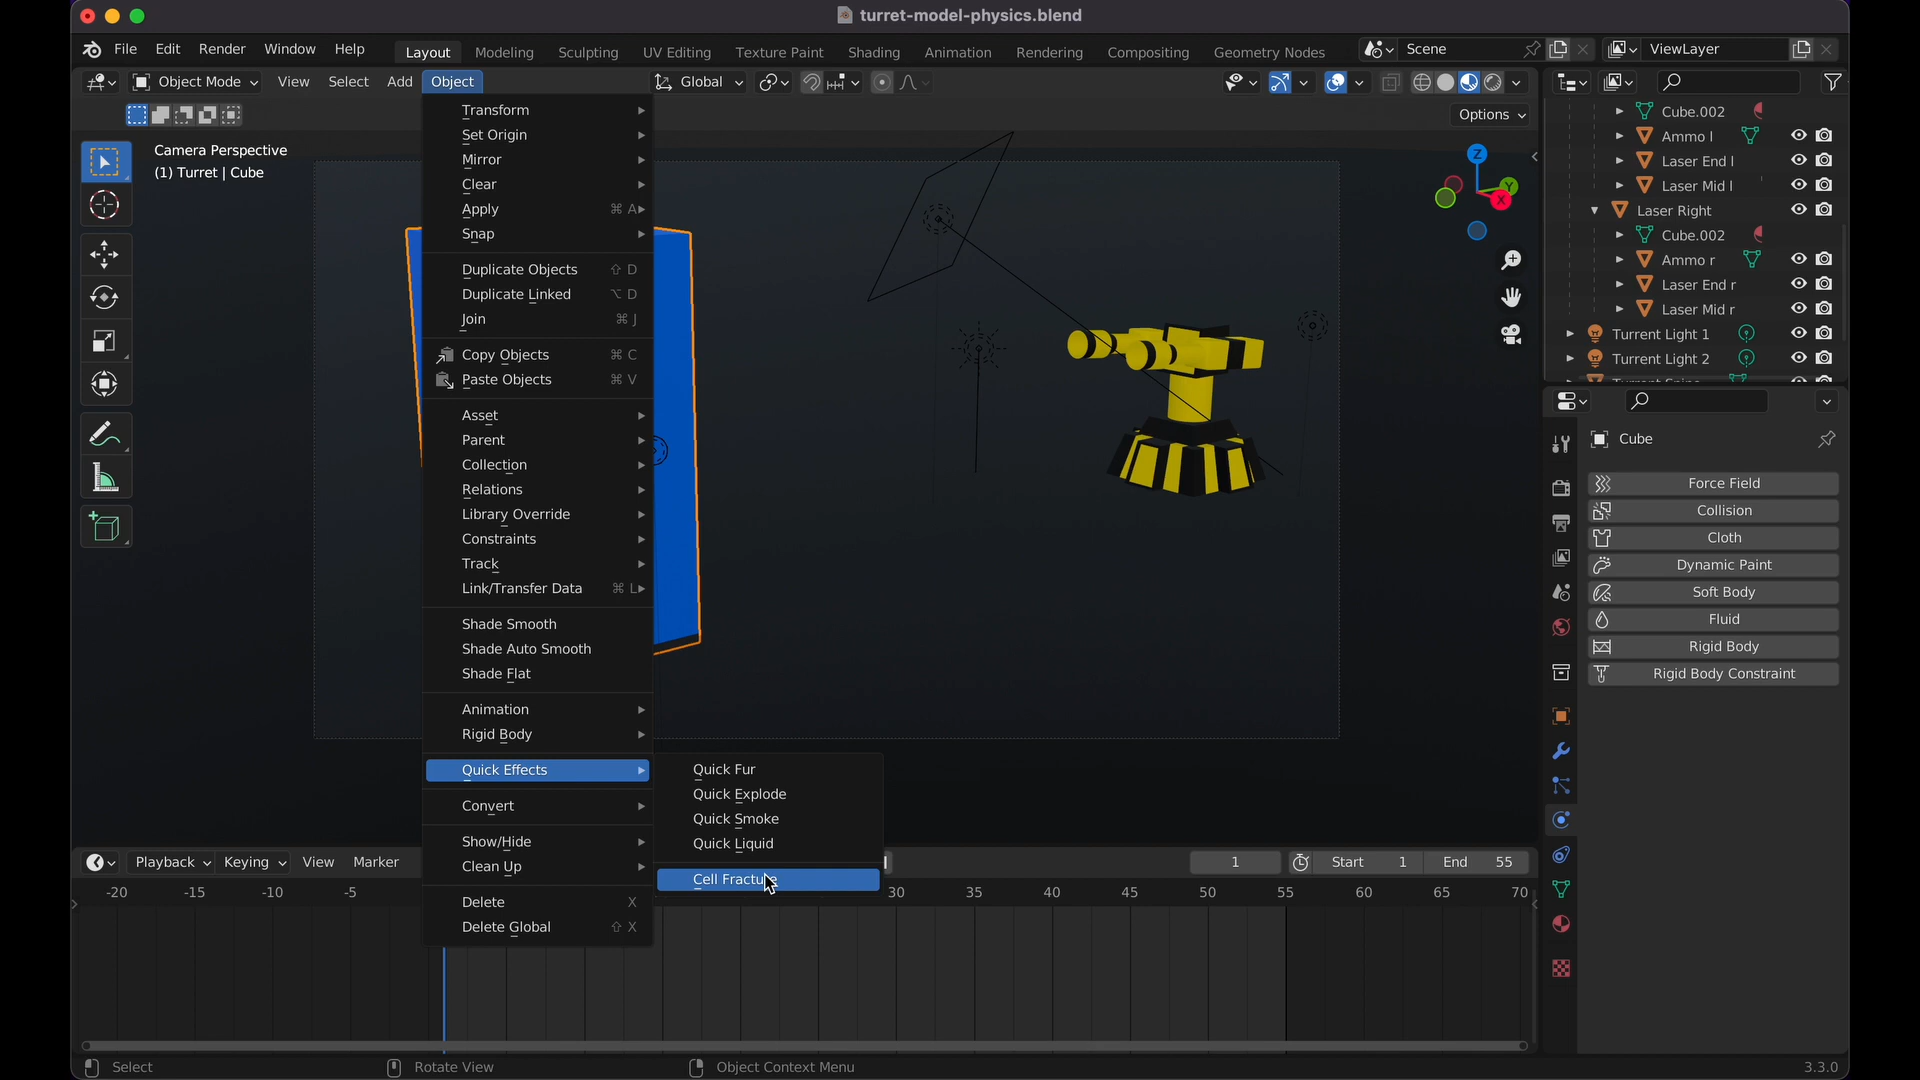 turret-model-physics.blend
File Edit Render Window Help Layout Modeling Sculpting UV Editing Texture Paint Shading Animation Rendering Compositing Geometry Nodes Scene ViewLayer
Object Mode View Select Add Object Global
Options
Camera Perspective
(1) Turret | Cube
Transform
Set Origin
Mirror
Clear
Apply ⌘ A
Snap
Duplicate Objects ⇧ D
Duplicate Linked ⌥ D
Join ⌘ J
Copy Objects ⌘ C
Paste Objects ⌘ V
Asset
Parent
Collection
Relations
Library Override
Constraints
Track
Link/Transfer Data ⌘ L
Shade Smooth
Shade Auto Smooth
Shade Flat
Animation
Rigid Body
Quick Effects
Convert
Show/Hide
Clean Up
Delete X
Delete Global ⇧ X
Quick Fur
Quick Explode
Quick Smoke
Quick Liquid
Cell Fracture
Z
Y
X
Cube.002
Ammo l
Laser End l
Laser Mid l
Laser Right
Cube.002
Ammo r
Laser End r
Laser Mid r
Turrent Light 1
Turrent Light 2
Cube
Force Field
Collision
Cloth
Dynamic Paint
Soft Body
Fluid
Rigid Body
Rigid Body Constraint
Playback Keying View Marker 1 Start 1 End 55
-20 -15 -10 -5 30 35 40 45 50 55 60 65 70
Select Rotate View Object Context Menu 3.3.0